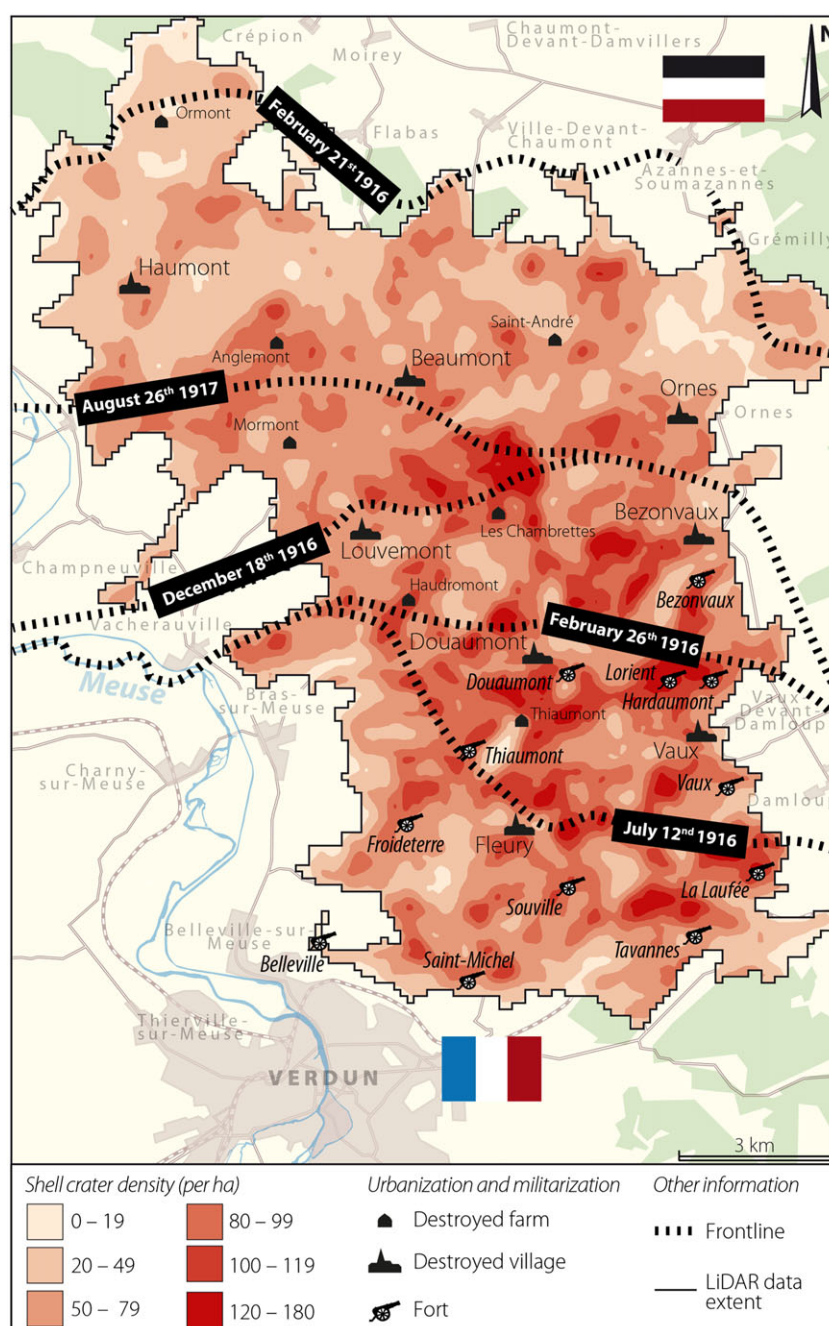 Crépion
Moirey
Chaumont-
Devant-Damvillers
N
Ormont
February 21st 1916
Flabas
Ville-Devant-
Chaumont
Azannes-et-
Soumazannes
Grémilly
Haumont
Saint-André
Anglemont
Beaumont
August 26th 1917
Ornes
Ornes
Mormont
Les Chambrettes
Bezonvaux
Louvemont
December 18th 1916
Champneuville
Bezonvaux
Haudromont
Vacherauville
Douaumont
February 26th 1916
Meuse
Douaumont
Lorient
Hardaumont
Bras-
sur-Meuse
Thiaumont
Vaux-
Devant-
Damloup
Vaux
Thiaumont
Charny-
sur-Meuse
Vaux
Damloup
Froideterre
Fleury
July 12nd 1916
La Laufée
Souville
Belleville-sur-
Meuse
Tavannes
Belleville
Saint-Michel
Thierville-
sur-Meuse
VERDUN
3 km
Shell crater density (per ha)
0 – 19
20 – 49
50 – 79
80 – 99
100 – 119
120 – 180
Urbanization and militarization
Destroyed farm
Destroyed village
Fort
Other information
Frontline
LiDAR data
extent